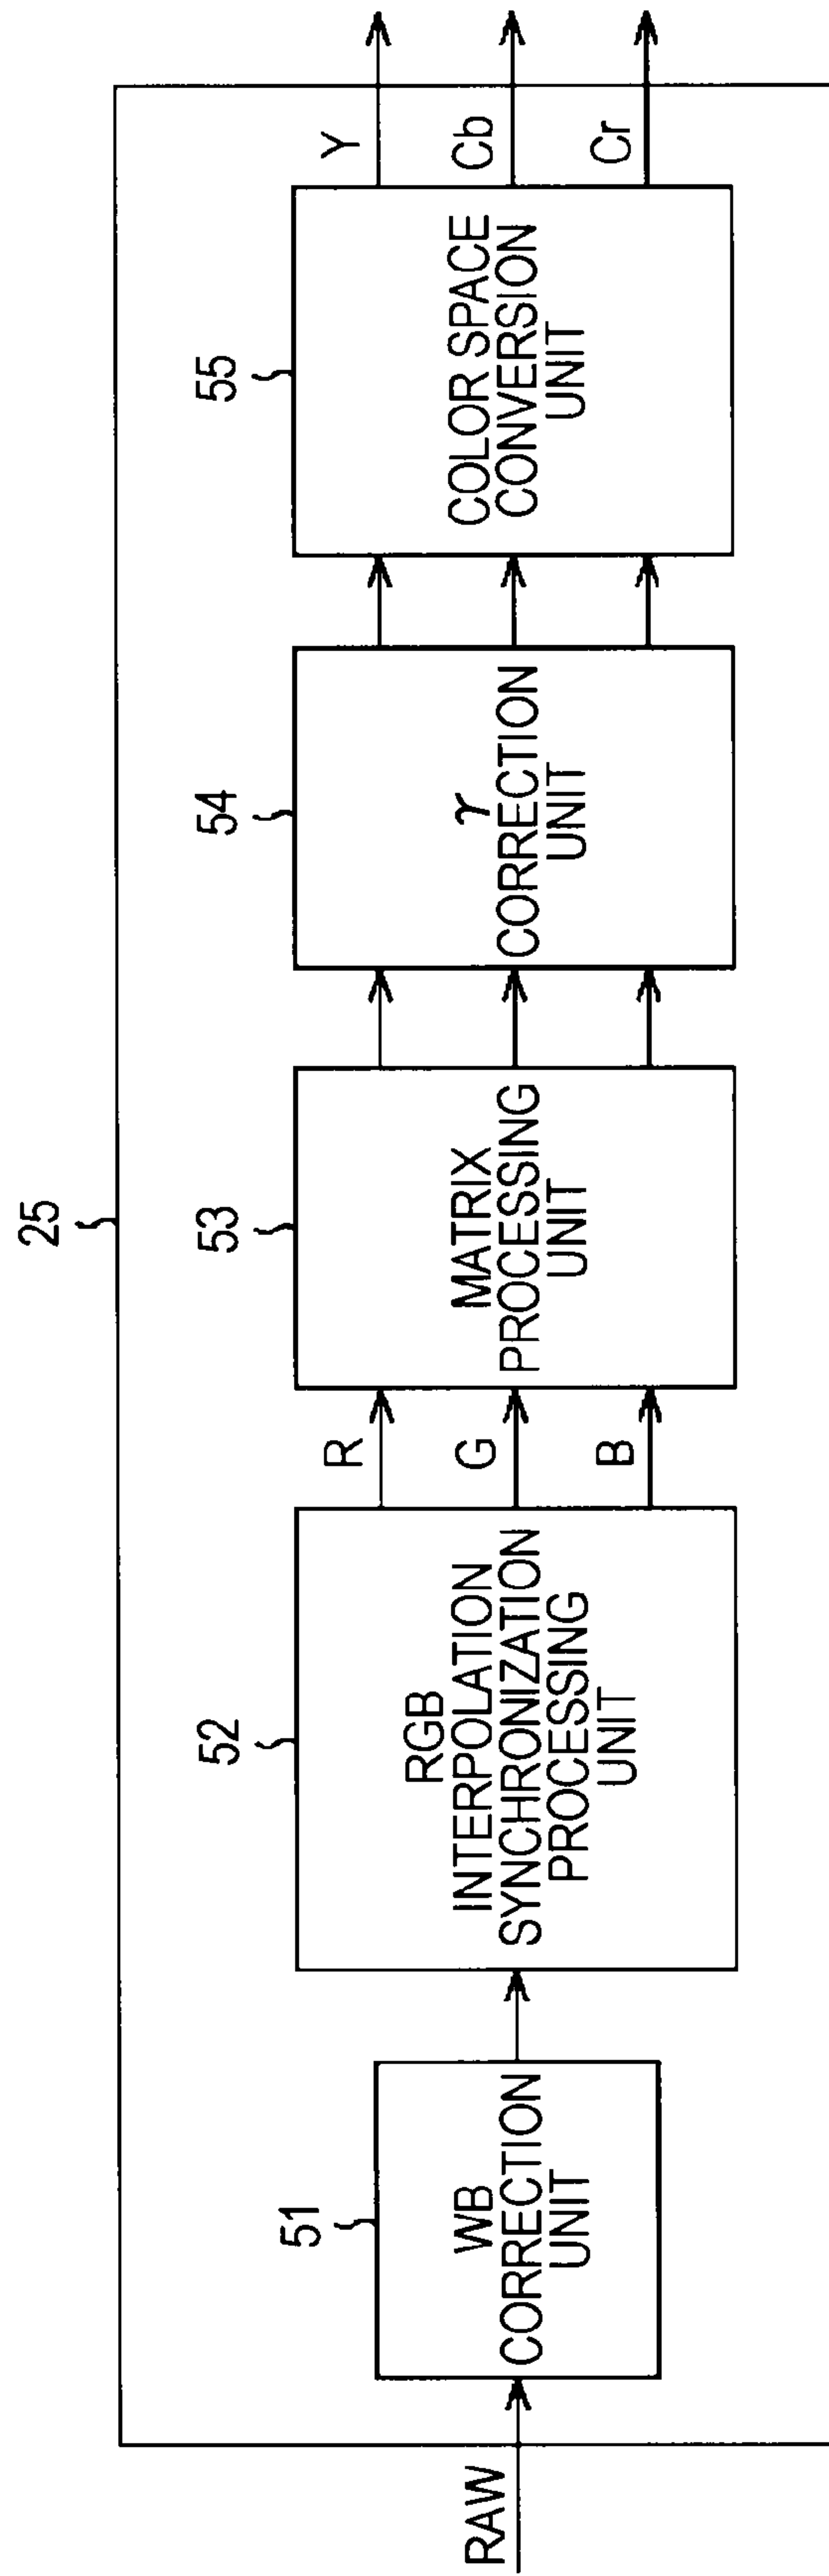 25
RAW
51
WB
CORRECTION
UNIT
52
RGB
INTERPOLATION
SYNCHRONIZATION
PROCESSING
UNIT
R
G
B
53
MATRIX
PROCESSING
UNIT
54
γ
CORRECTION
UNIT
55
COLOR SPACE
CONVERSION
UNIT
Y
Cb
Cr